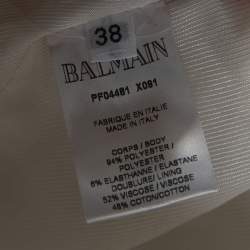 38
BALMAIN
PF04481 X091
FABRIQUE EN ITALIE
MADE IN ITALY
CORPS / BODY
94% POLYESTER /
POLYESTER
6% ELASTHANNE / ELASTANE
DOUBLURE/ LINING
52% VISCOSE / VISCOSE
48% COTON/COTTON